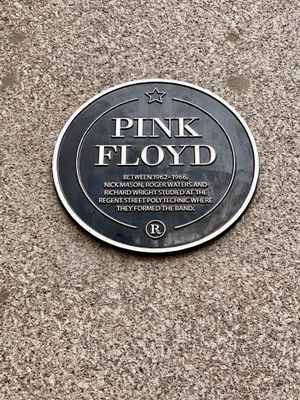 PINK
FLOYD
BETWEEN 1962-1966,
NICK MASON, ROGER WATERS AND
RICHARD WRIGHT STUDIED AT THE
REGENT STREET POLYTECHNIC WHERE
THEY FORMED THE BAND.
R